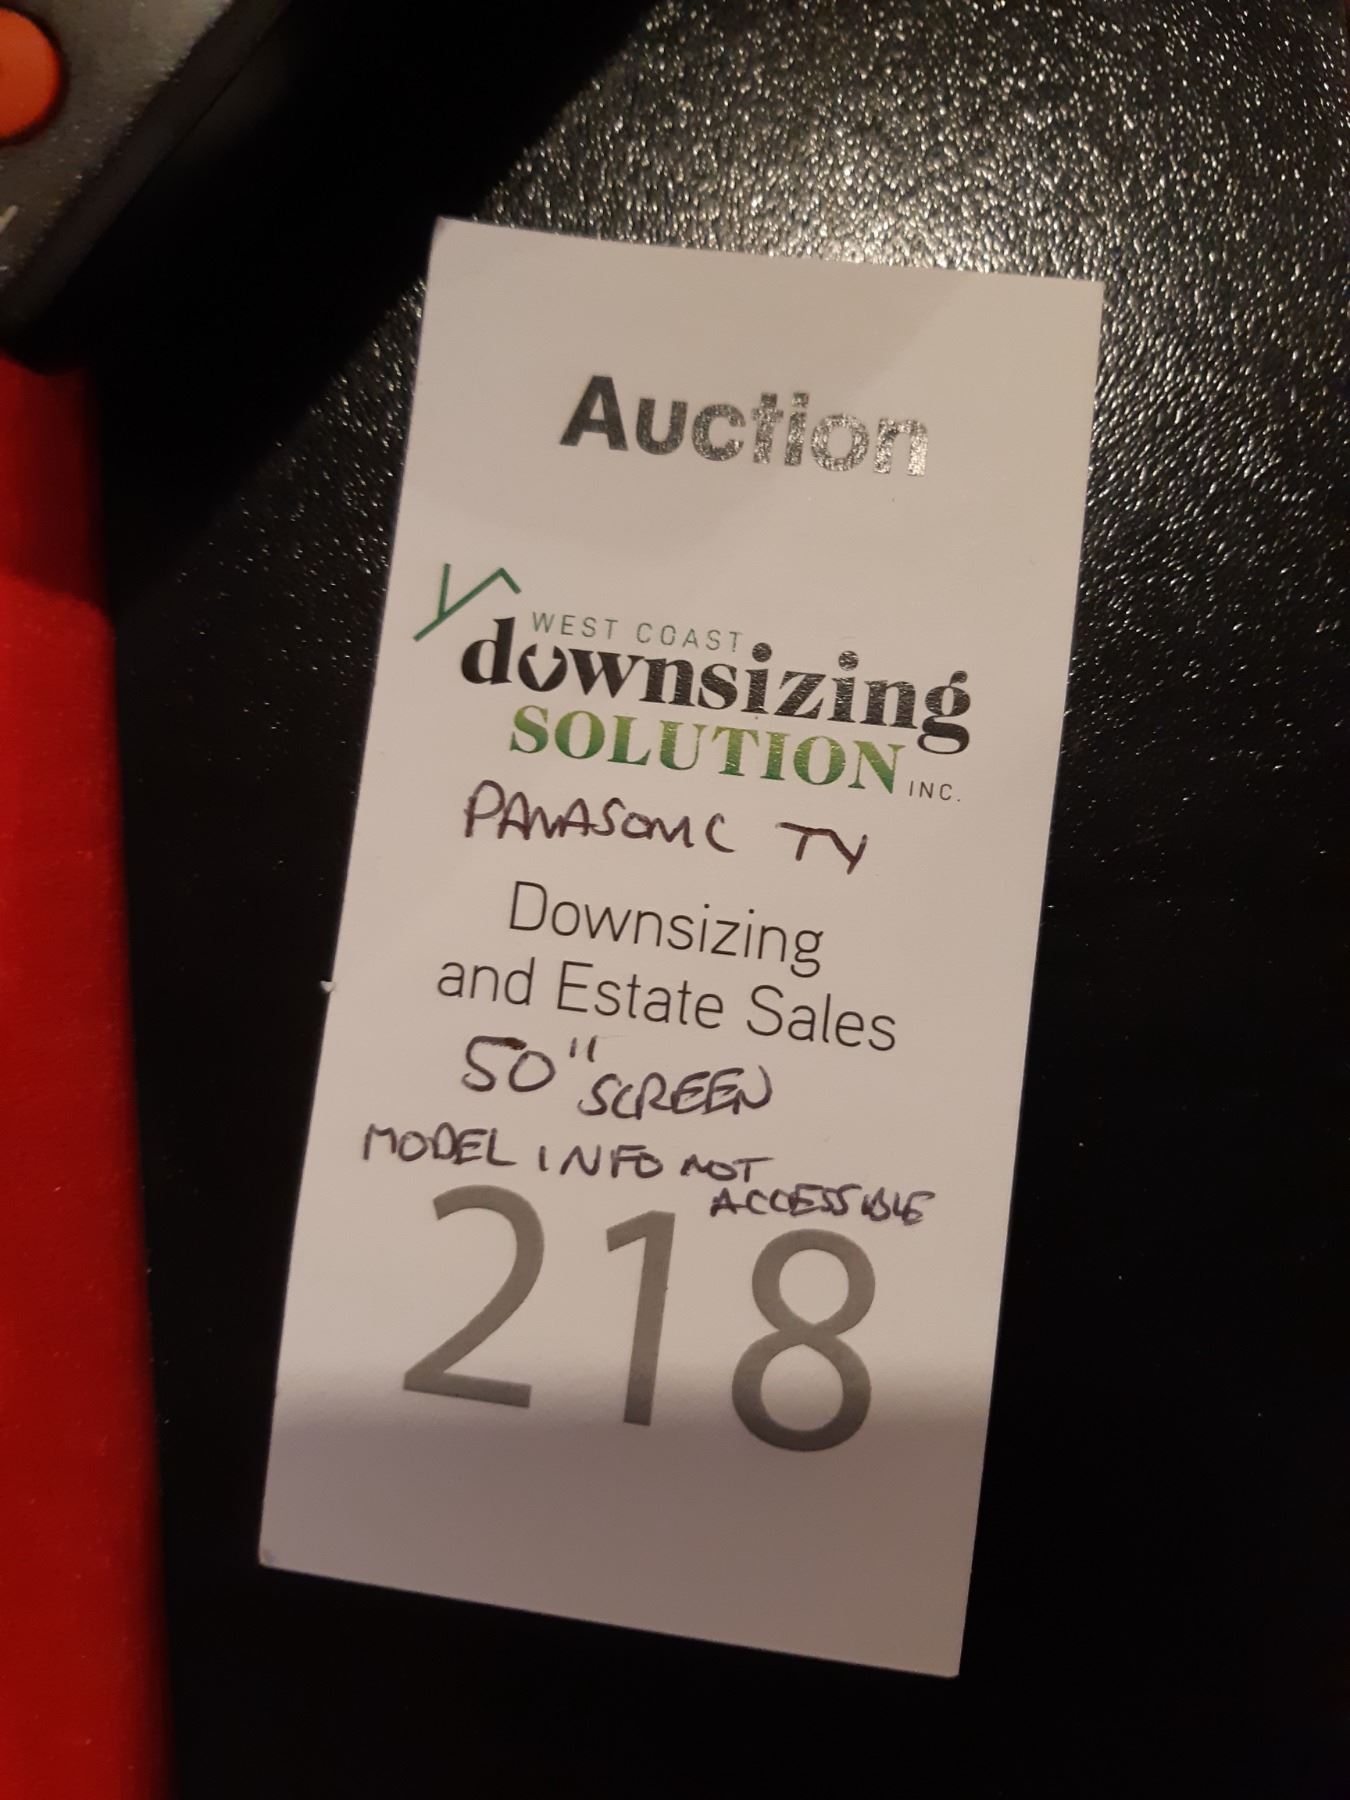 Auction
WEST COAST
downsizing
SOLUTION INC.
PANASONIC TV
Downsizing
and Estate Sales
50" SCREEN
MODEL INFO NOT
ACCESSIBLE
218